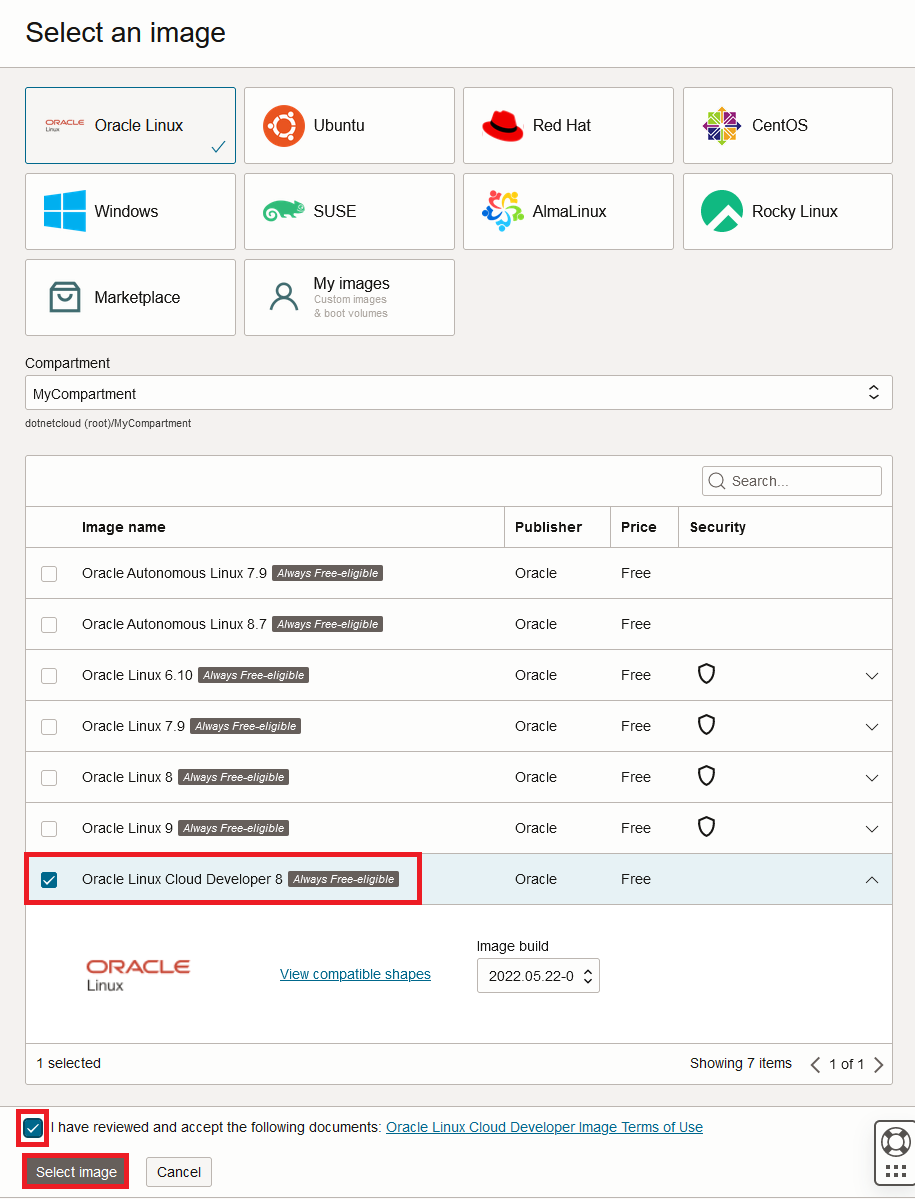 Select an image
ORACLE
Linux
Oracle Linux
Ubuntu
Red Hat
CentOS
Windows
SUSE
AlmaLinux
Rocky Linux
Marketplace
My images
Custom images
& boot volumes
Compartment
MyCompartment
dotnetcloud (root)/MyCompartment
Search...
Image name Publisher Price Security
Oracle Autonomous Linux 7.9 Always Free-eligible Oracle Free
Oracle Autonomous Linux 8.7 Always Free-eligible Oracle Free
Oracle Linux 6.10 Always Free-eligible Oracle Free
Oracle Linux 7.9 Always Free-eligible Oracle Free
Oracle Linux 8 Always Free-eligible Oracle Free
Oracle Linux 9 Always Free-eligible Oracle Free
Oracle Linux Cloud Developer 8 Always Free-eligible Oracle Free
ORACLE
Linux
View compatible shapes
Image build
2022.05.22-0
1 selected Showing 7 items 1 of 1
I have reviewed and accept the following documents: Oracle Linux Cloud Developer Image Terms of Use
Select image Cancel